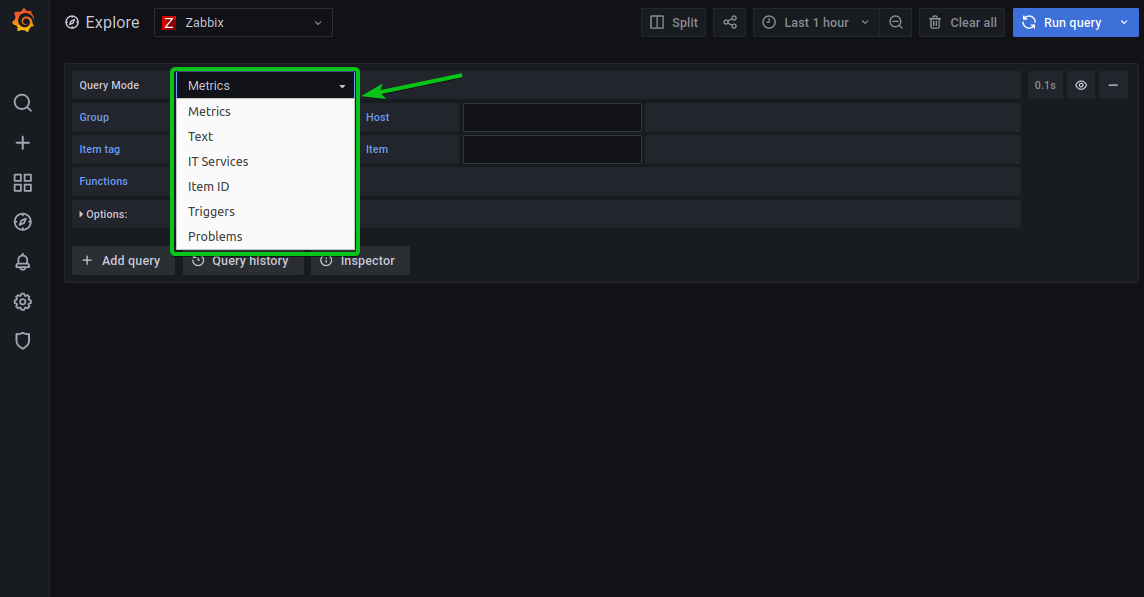 Explore
Z Zabbix
Split
Last 1 hour
Clear all
Run query
Query Mode
Metrics
0.1s
Metrics
Text
IT Services
Item ID
Triggers
Problems
Group
Host
Item tag
Item
Functions
Options:
Add query
Query history
Inspector